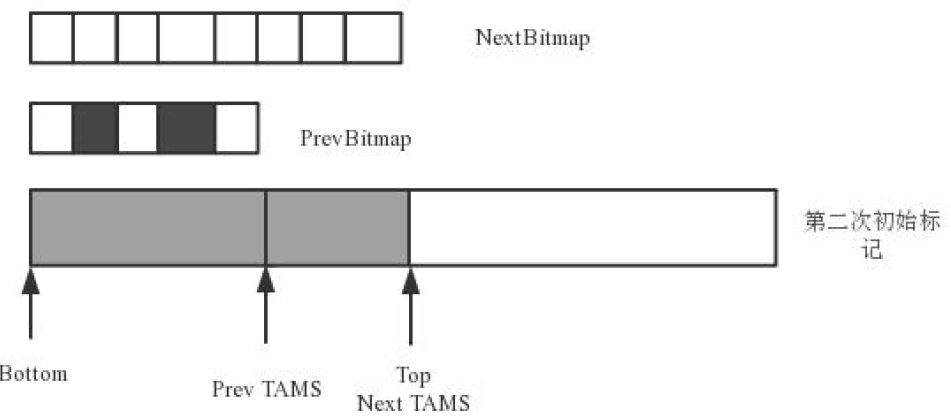 NextBitmap
PrevBitmap
第二次初始标
记
Bottom
Prev TAMS
Top
Next TAMS